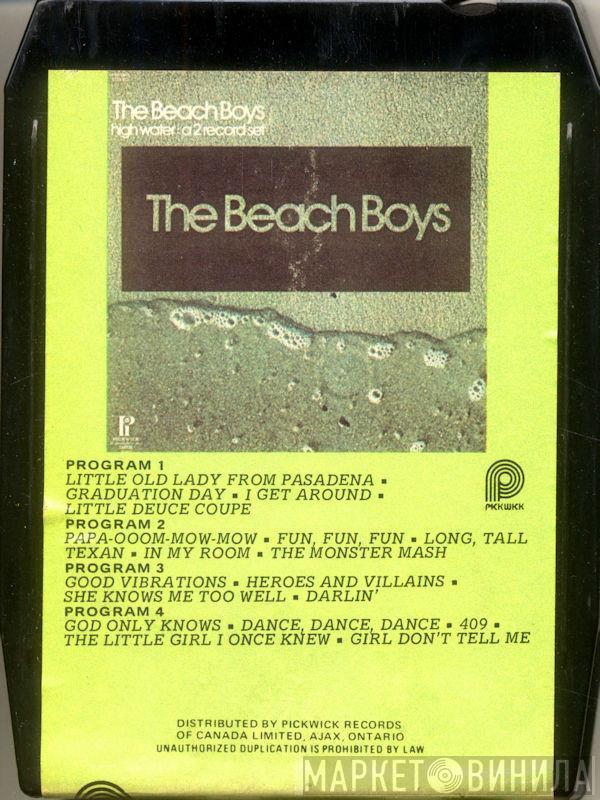 The Beach Boys
high water: a 2 record set
The Beach Boys
PICKWICK
PROGRAM 1
LITTLE OLD LADY FROM PASADENA ▪
GRADUATION DAY ▪ I GET AROUND ▪
LITTLE DEUCE COUPE
PROGRAM 2
PAPA-OOOM-MOW-MOW ▪ FUN, FUN, FUN ▪ LONG, TALL
TEXAN ▪ IN MY ROOM ▪ THE MONSTER MASH
PROGRAM 3
GOOD VIBRATIONS ▪ HEROES AND VILLAINS ▪
SHE KNOWS ME TOO WELL ▪ DARLIN'
PROGRAM 4
GOD ONLY KNOWS ▪ DANCE, DANCE, DANCE ▪ 409 ▪
THE LITTLE GIRL I ONCE KNEW ▪ GIRL DON'T TELL ME
PICKWICK
DISTRIBUTED BY PICKWICK RECORDS
OF CANADA LIMITED, AJAX, ONTARIO
UNAUTHORIZED DUPLICATION IS PROHIBITED BY LAW
МАРКЕТ ВИНИЛА